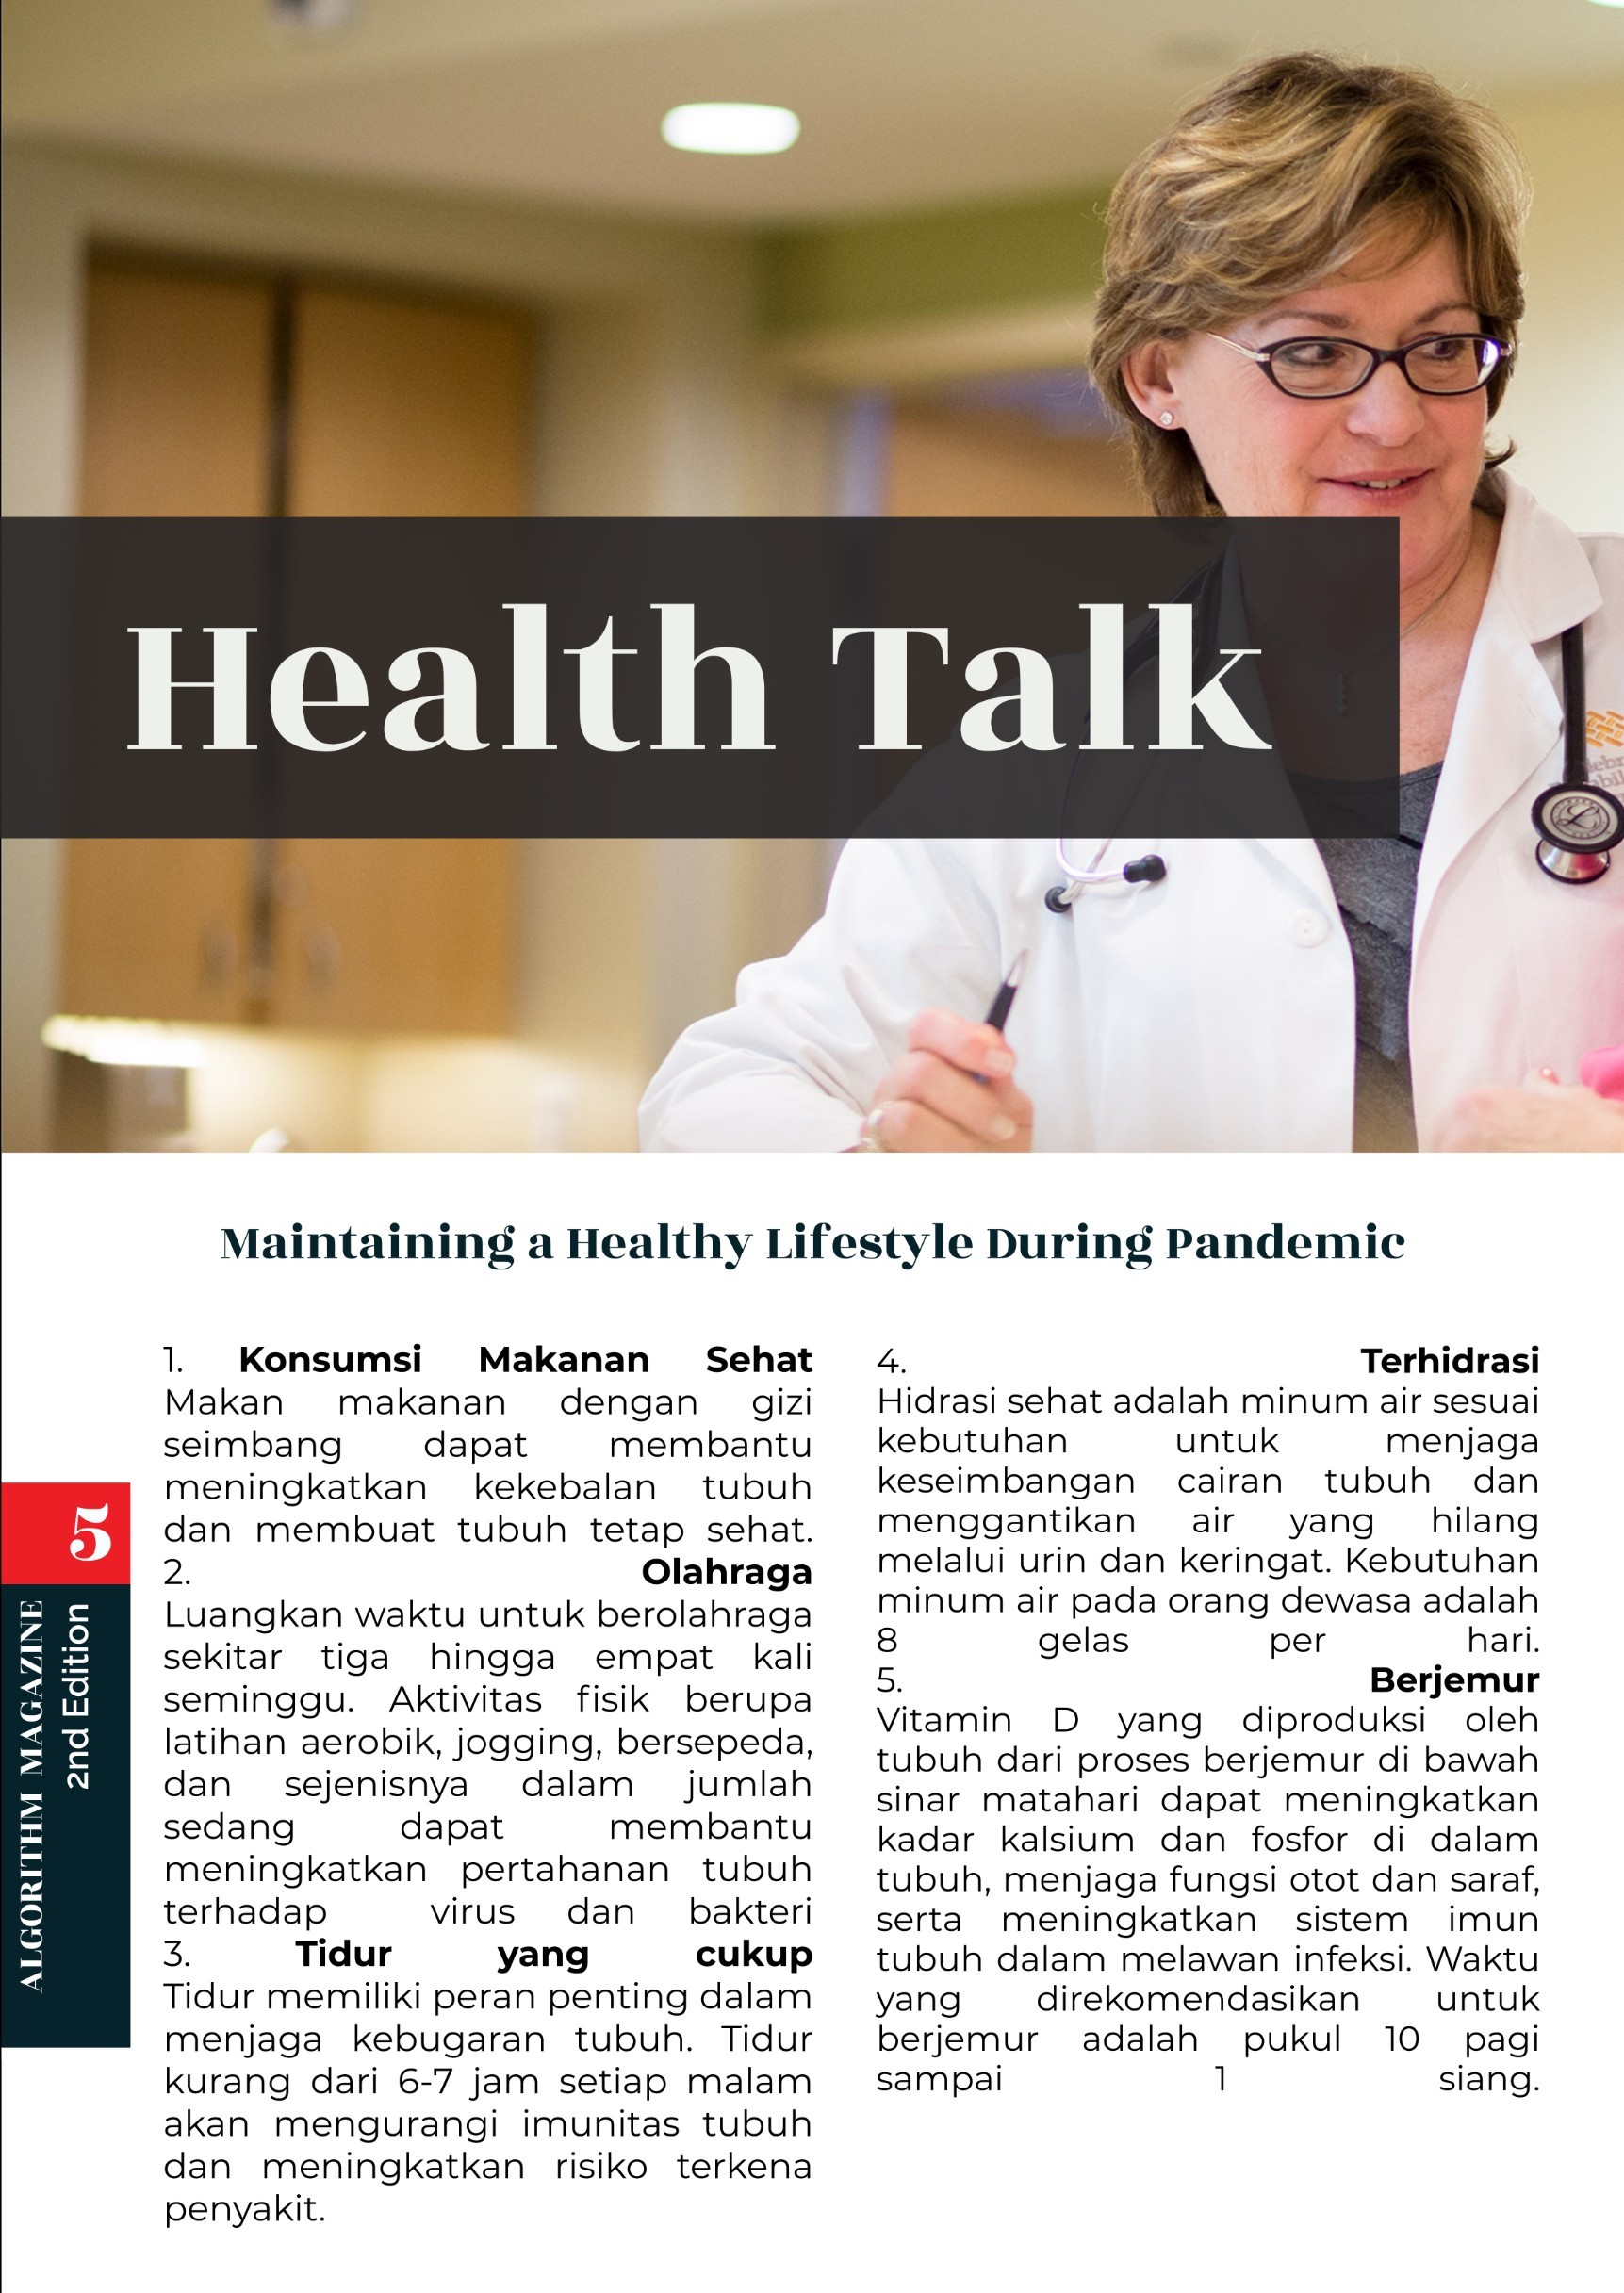 Health Talk
Maintaining a Healthy Lifestyle During Pandemic
1. Konsumsi Makanan Sehat
Makan makanan dengan gizi
seimbang dapat membantu
meningkatkan kekebalan tubuh
dan membuat tubuh tetap sehat.
2. Olahraga
Luangkan waktu untuk berolahraga
sekitar tiga hingga empat kali
seminggu. Aktivitas fisik berupa
latihan aerobik, jogging, bersepeda,
dan sejenisnya dalam jumlah
sedang dapat membantu
meningkatkan pertahanan tubuh
terhadap virus dan bakteri
3. Tidur yang cukup
Tidur memiliki peran penting dalam
menjaga kebugaran tubuh. Tidur
kurang dari 6-7 jam setiap malam
akan mengurangi imunitas tubuh
dan meningkatkan risiko terkena
penyakit.
4. Terhidrasi
Hidrasi sehat adalah minum air sesuai
kebutuhan untuk menjaga
keseimbangan cairan tubuh dan
menggantikan air yang hilang
melalui urin dan keringat. Kebutuhan
minum air pada orang dewasa adalah
8 gelas per hari.
5. Berjemur
Vitamin D yang diproduksi oleh
tubuh dari proses berjemur di bawah
sinar matahari dapat meningkatkan
kadar kalsium dan fosfor di dalam
tubuh, menjaga fungsi otot dan saraf,
serta meningkatkan sistem imun
tubuh dalam melawan infeksi. Waktu
yang direkomendasikan untuk
berjemur adalah pukul 10 pagi
sampai 1 siang.
5
ALGORITHM MAGAZINE
2nd Edition